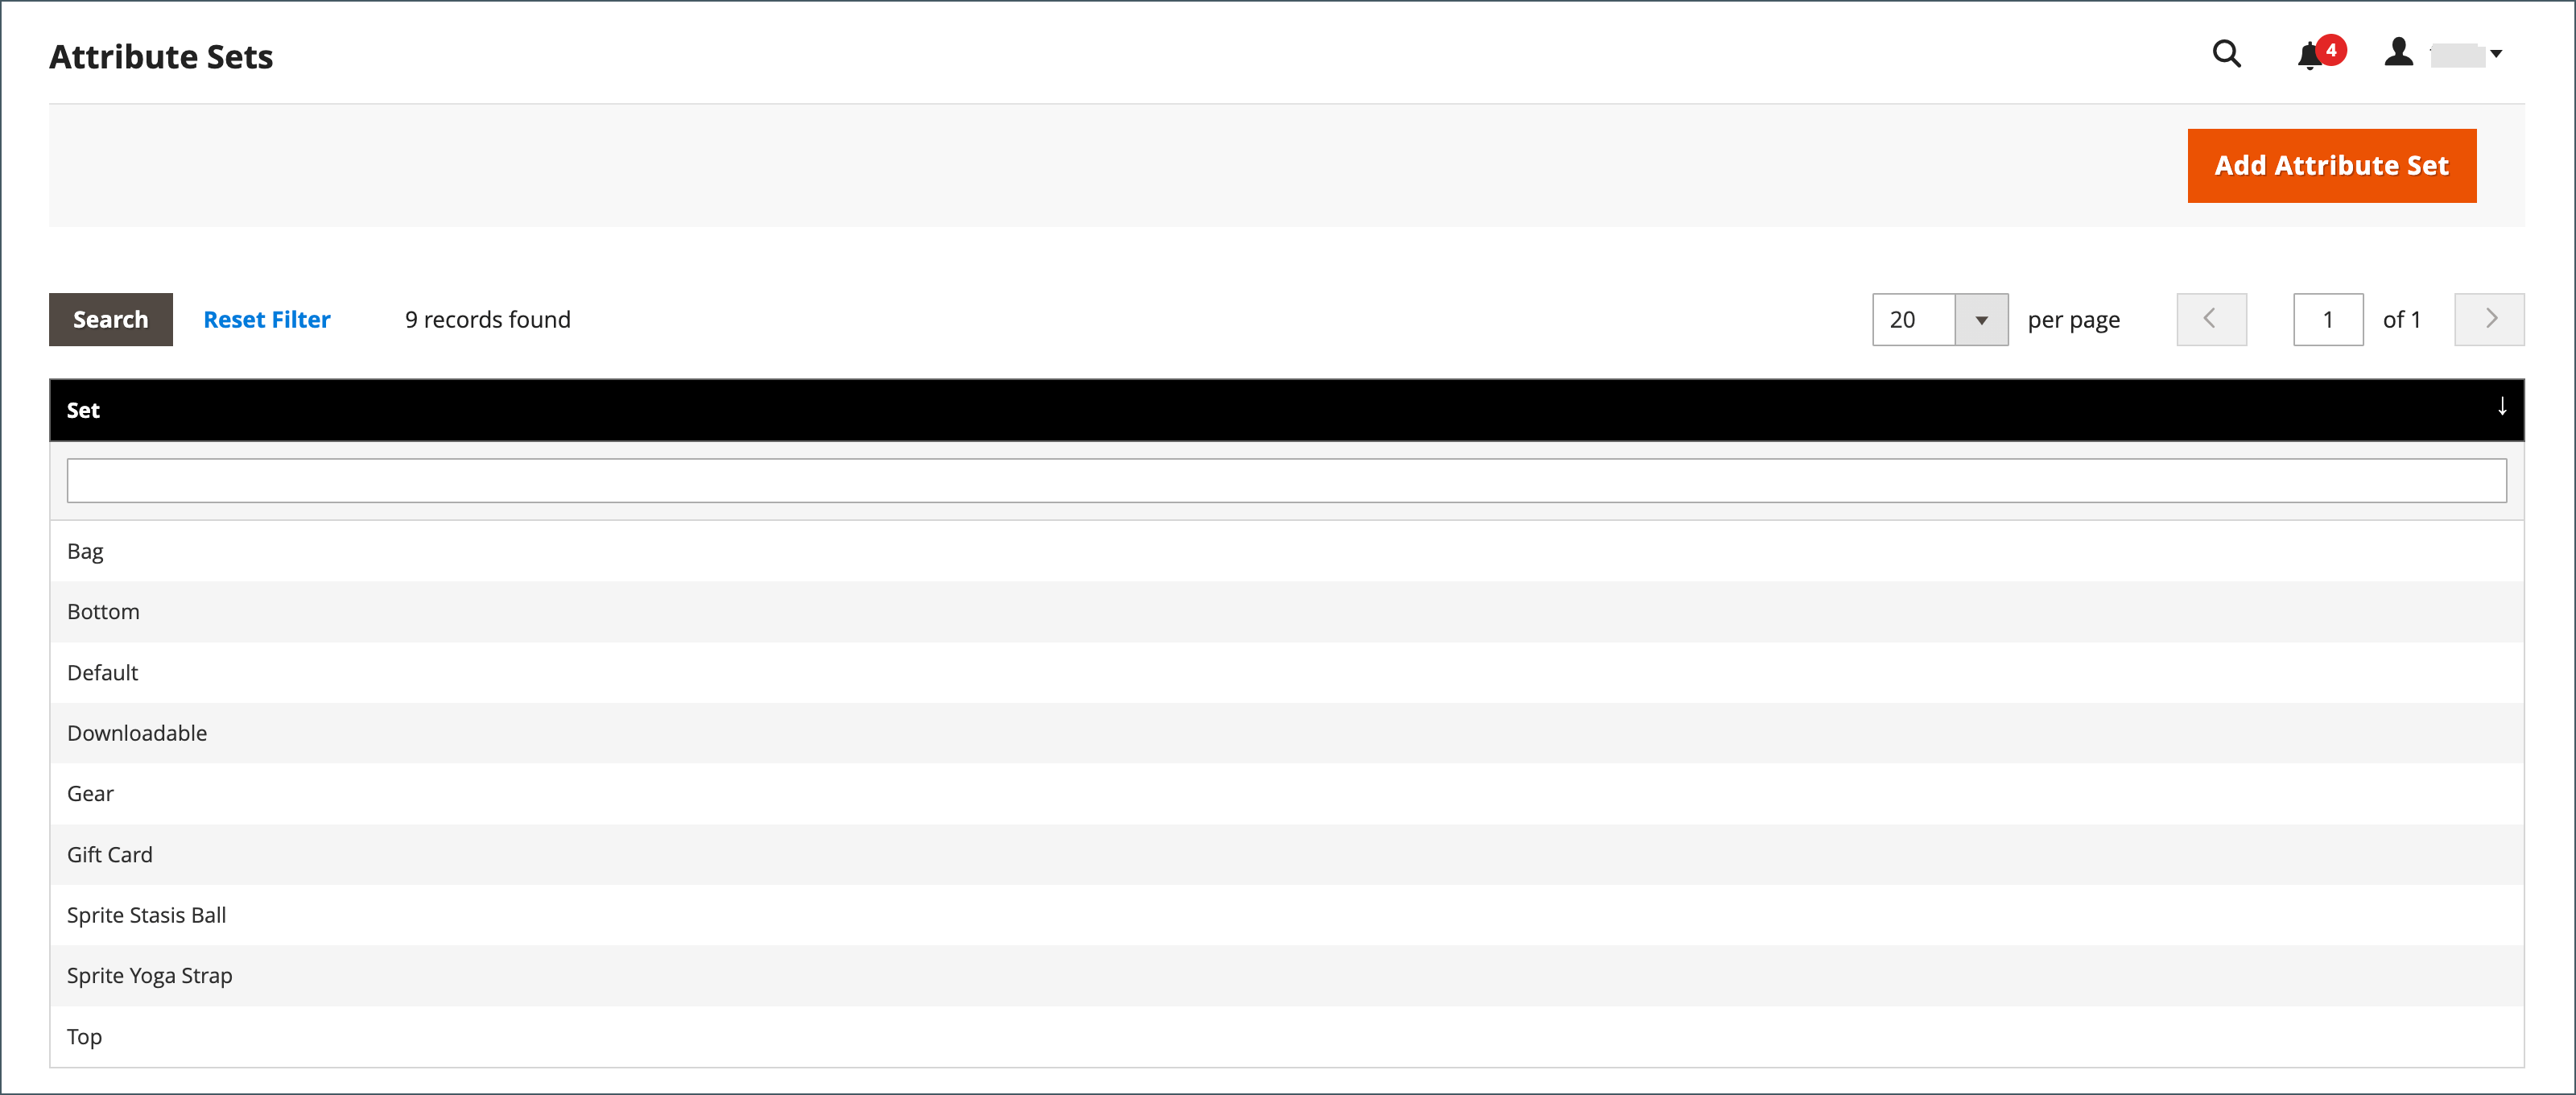 Attribute Sets
4
Add Attribute Set
Search Reset Filter 9 records found 20 per page 1 of 1
Set
Bag
Bottom
Default
Downloadable
Gear
Gift Card
Sprite Stasis Ball
Sprite Yoga Strap
Top